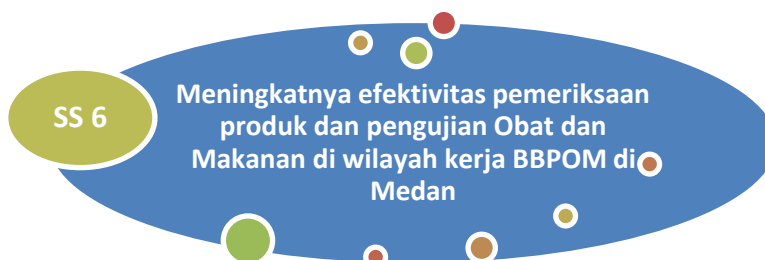 SS 6
Meningkatnya efektivitas pemeriksaan
produk dan pengujian Obat dan
Makanan di wilayah kerja BBPOM di
Medan